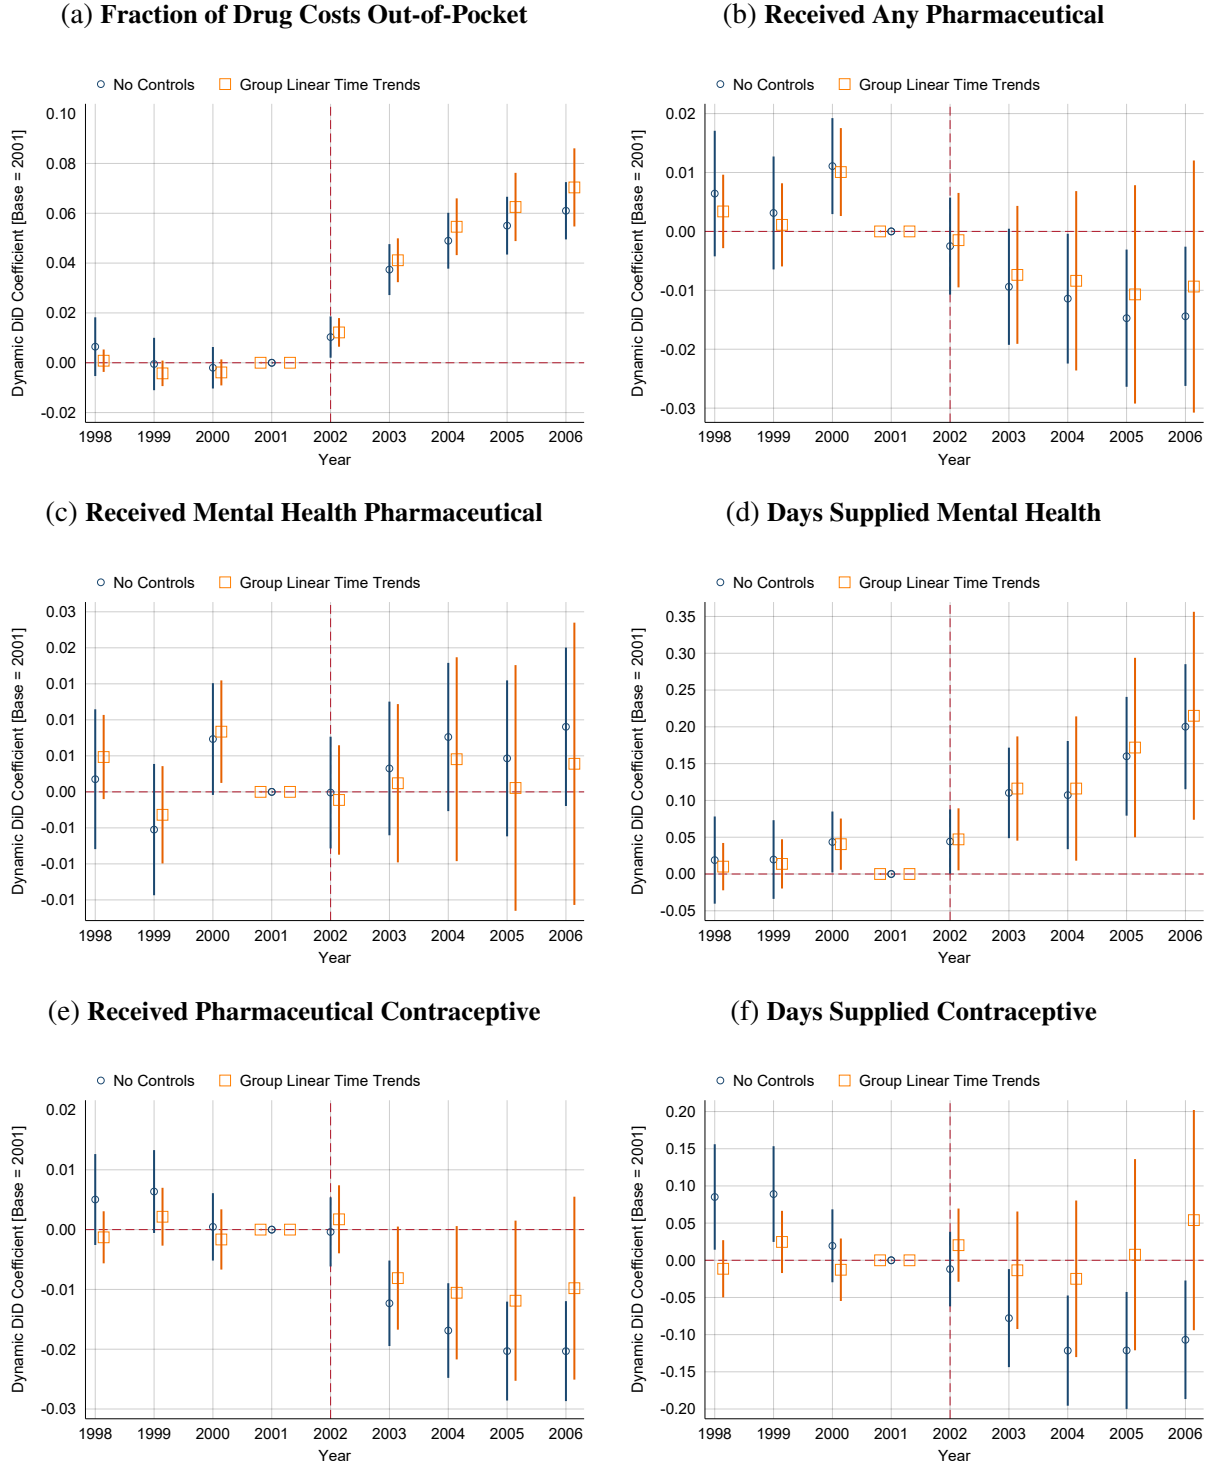 (a) Fraction of Drug Costs Out-of-Pocket
No Controls Group Linear Time Trends
Dynamic DiD Coefficient [Base = 2001]
0.10
0.08
0.06
0.04
0.02
0.00
-0.02
1998 1999 2000 2001 2002 2003 2004 2005 2006
Year
(b) Received Any Pharmaceutical
No Controls Group Linear Time Trends
Dynamic DiD Coefficient [Base = 2001]
0.02
0.01
0.00
-0.01
-0.02
-0.03
1998 1999 2000 2001 2002 2003 2004 2005 2006
Year
(c) Received Mental Health Pharmaceutical
No Controls Group Linear Time Trends
Dynamic DiD Coefficient [Base = 2001]
0.03
0.02
0.01
0.01
0.01
0.00
-0.01
-0.01
-0.01
1998 1999 2000 2001 2002 2003 2004 2005 2006
Year
(d) Days Supplied Mental Health
No Controls Group Linear Time Trends
Dynamic DiD Coefficient [Base = 2001]
0.35
0.30
0.25
0.20
0.15
0.10
0.05
0.00
-0.05
1998 1999 2000 2001 2002 2003 2004 2005 2006
Year
(e) Received Pharmaceutical Contraceptive
No Controls Group Linear Time Trends
Dynamic DiD Coefficient [Base = 2001]
0.02
0.01
0.00
-0.01
-0.02
-0.03
1998 1999 2000 2001 2002 2003 2004 2005 2006
Year
(f) Days Supplied Contraceptive
No Controls Group Linear Time Trends
Dynamic DiD Coefficient [Base = 2001]
0.20
0.15
0.10
0.05
0.00
-0.05
-0.10
-0.15
-0.20
1998 1999 2000 2001 2002 2003 2004 2005 2006
Year